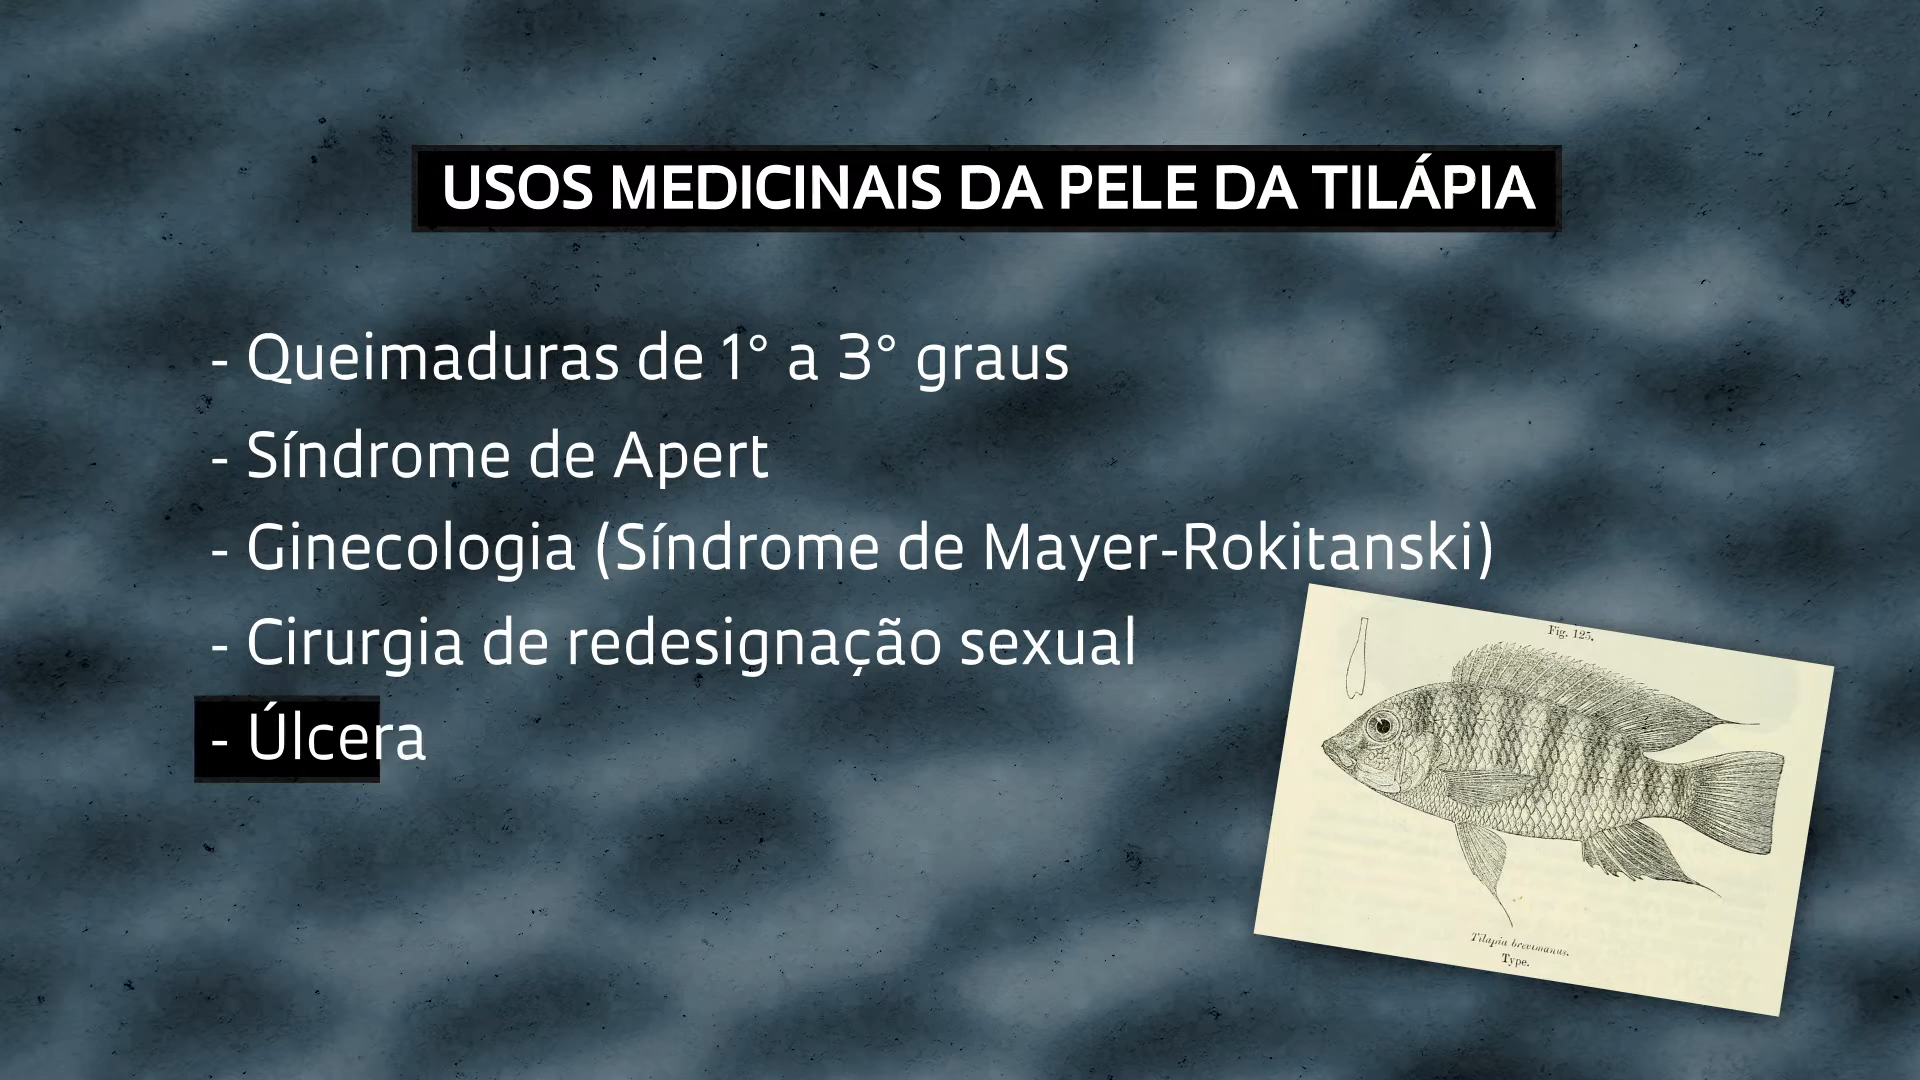 USOS MEDICINAIS DA PELE DA TILÁPIA
- Queimaduras de 1° a 3° graus
- Síndrome de Apert
- Ginecologia (Síndrome de Mayer-Rokitanski)
- Cirurgia de redesignação sexual
- Úlcera
Fig. 125.
Tilapia brevimanus.
Type.